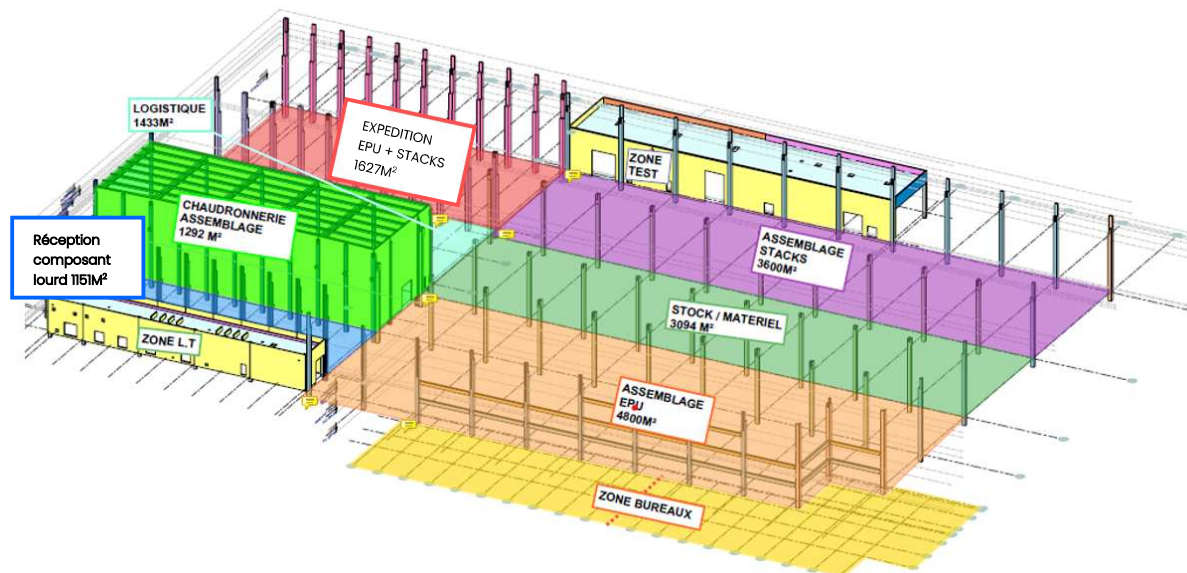 LOGISTIQUE
1433M²
EXPEDITION
EPU + STACKS
1627M²
ZONE
TEST
CHAUDRONNERIE
ASSEMBLAGE
1292 M²
Réception
composant
lourd 1151M²
ASSEMBLAGE
STACKS
3600M²
STOCK / MATERIEL
3094 M²
ZONE L.T
ASSEMBLAGE
EPU
4800M²
ZONE BUREAUX